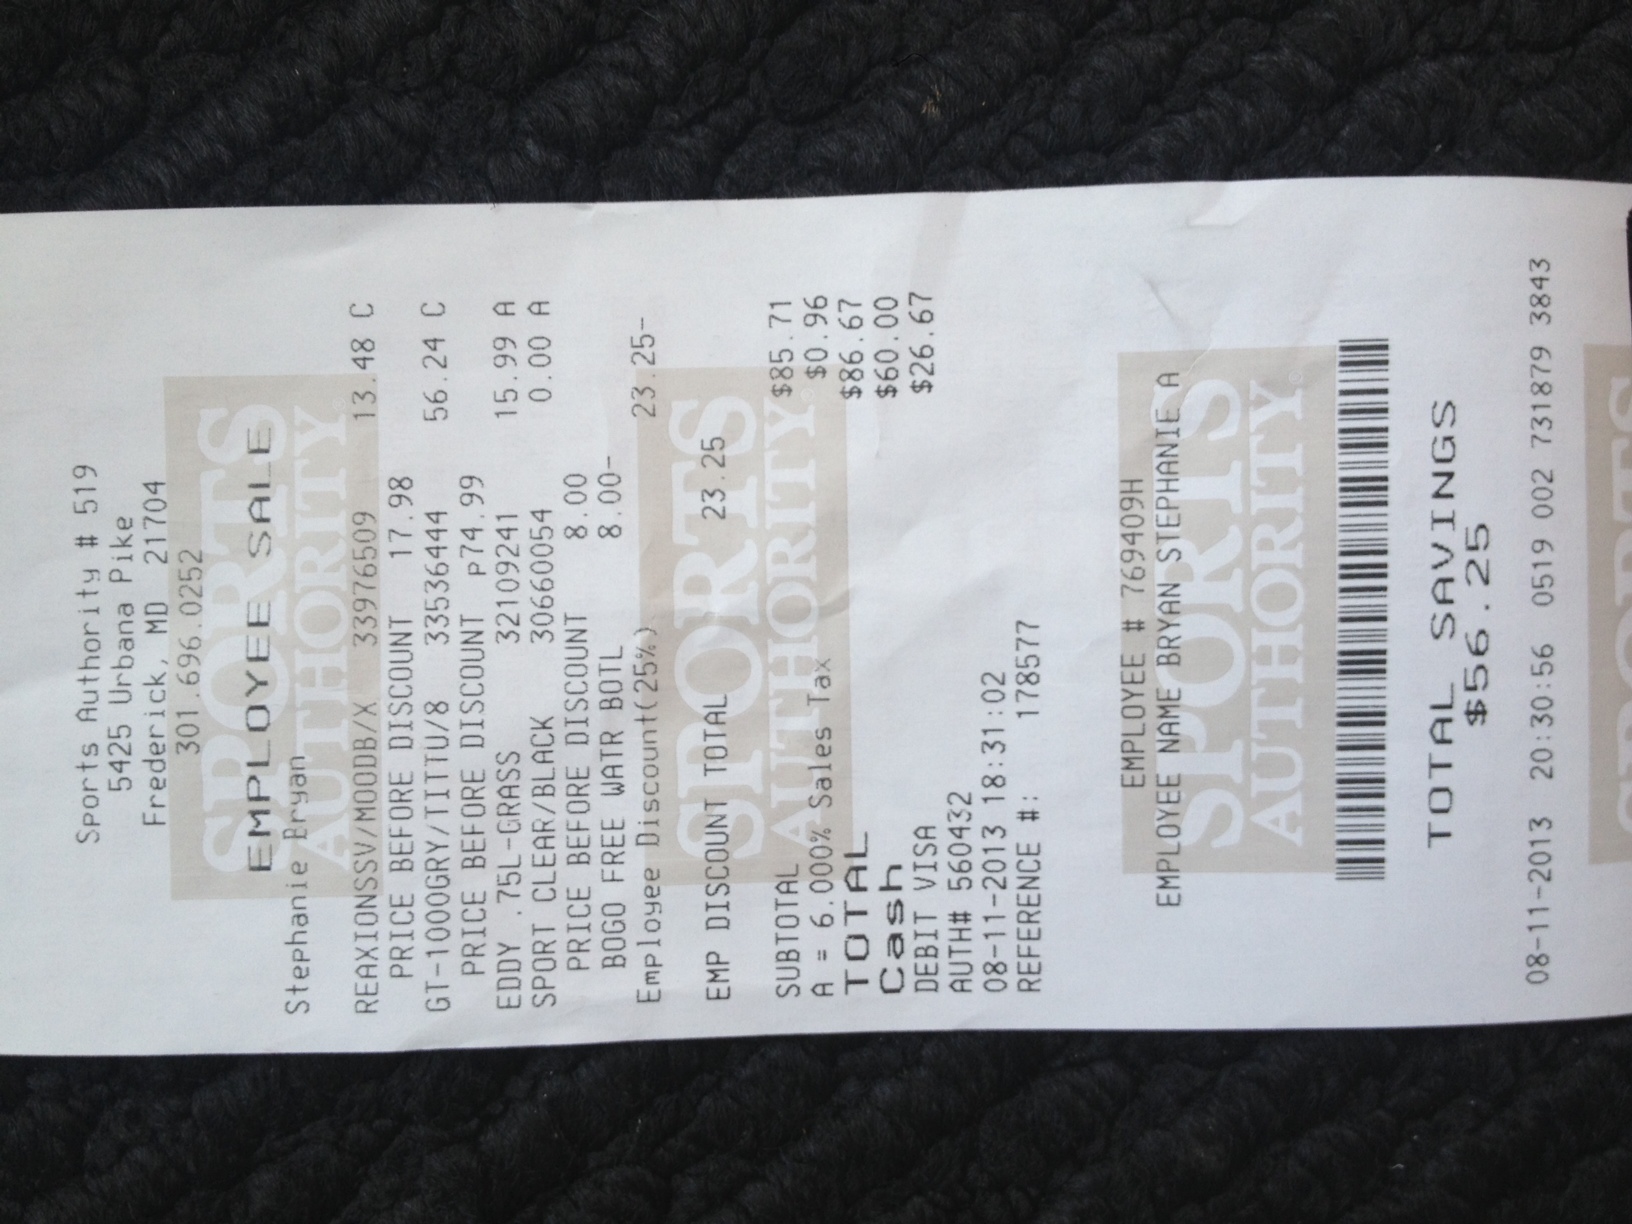 Sports Authority # 519
5425 Urbana Pike
Frederick, MD 21704
301.696.0252
EMPLOYEE SALE
Stephanie Bryan
REAXIONSSV/MOODB/X 33976509 13.48 C
PRICE BEFORE DISCOUNT 17.98
GT-1000GRY/TITTU/8 33536444 56.24 C
PRICE BEFORE DISCOUNT p74.99
EDDY .75L-GRASS 32109241 15.99 A
SPORT CLEAR/BLACK 30660054 0.00 A
PRICE BEFORE DISCOUNT 8.00
BOGO FREE WATR BOTL 8.00-
Employee Discount(25%) 23.25-
EMP DISCOUNT TOTAL 23.25
SUBTOTAL $85.71
A = 6.000% Sales Tax $0.96
TOTAL $86.67
Cash $60.00
DEBIT VISA $26.67
AUTH# 560432
08-11-2013 18:31:02
REFERENCE #: 178577
EMPLOYEE # 769409H
EMPLOYEE NAME BRYAN STEPHANIE A
TOTAL SAVINGS
$56.25
08-11-2013 20:30:56 0519 002 731879 3843
SPORTS
AUTHORITY
SPORTS
AUTHORITY
SPORTS
AUTHORITY
SPORTS